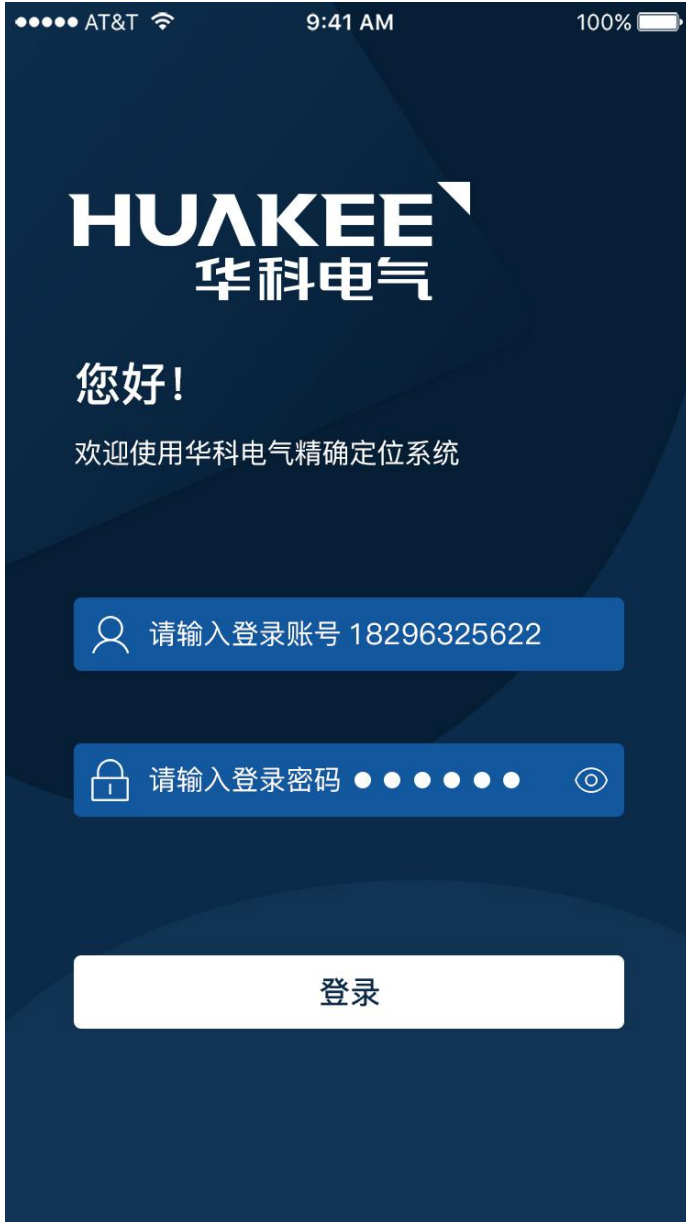 ●●●●● AT&T 9:41 AM 100%
HUAKEE
华科电气
您好!
欢迎使用华科电气精确定位系统
请输入登录账号 18296325622
请输入登录密码 ● ● ● ● ● ●
登录